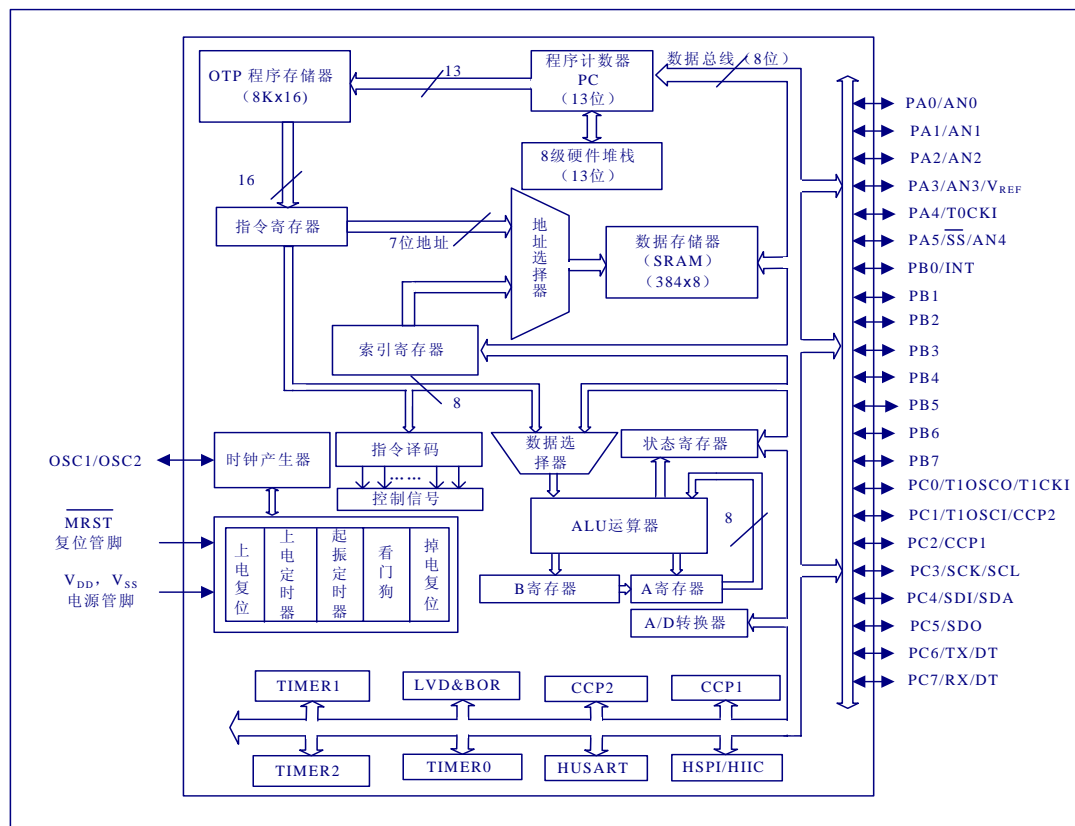 OTP 程序存储器
(8Kx16)
13
程序计数器
PC
(13位)
数据总线 (8位)
8级硬件堆栈
(13位)
16
指令寄存器
7位地址
地址选择器
数据存储器
(SRAM)
(384x8)
索引寄存器
8
指令译码
……
控制信号
数据选
择器
状态寄存器
ALU运算器
8
B寄存器
A寄存器
A/D转换器
OSC1/OSC2
时钟产生器
MRST
复位管脚
VDD, VSS
电源管脚
上电复位
上电定时器
起振定时器
看门狗
掉电复位
TIMER1
LVD&BOR
CCP2
CCP1
TIMER2
TIMER0
HUSART
HSPI/HIIC
PA0/AN0
PA1/AN1
PA2/AN2
PA3/AN3/VREF
PA4/T0CKI
PA5/SS/AN4
PB0/INT
PB1
PB2
PB3
PB4
PB5
PB6
PB7
PC0/T1OSCO/T1CKI
PC1/T1OSCI/CCP2
PC2/CCP1
PC3/SCK/SCL
PC4/SDI/SDA
PC5/SDO
PC6/TX/DT
PC7/RX/DT